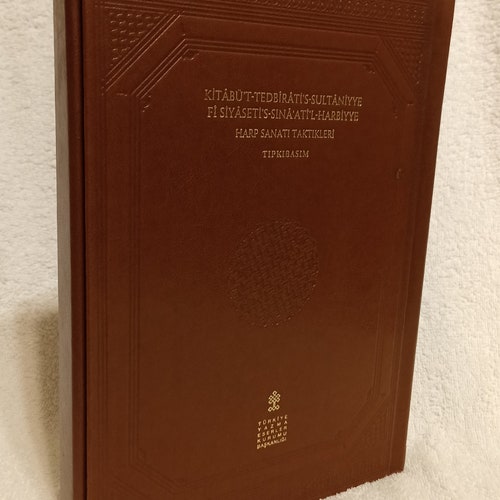 KİTÂBÜ'T-TEDBÎRÂTİ'S-SULTÂNİYYE
FÎ SİYÂSETİ'S-SINÂ'ATİ'L-HARBİYYE
HARP SANATI TAKTİKLERİ
TIPKIBASIM
TÜRKİYE
YAZMA
ESERLER
KURUMU
BAŞKANLIĞI